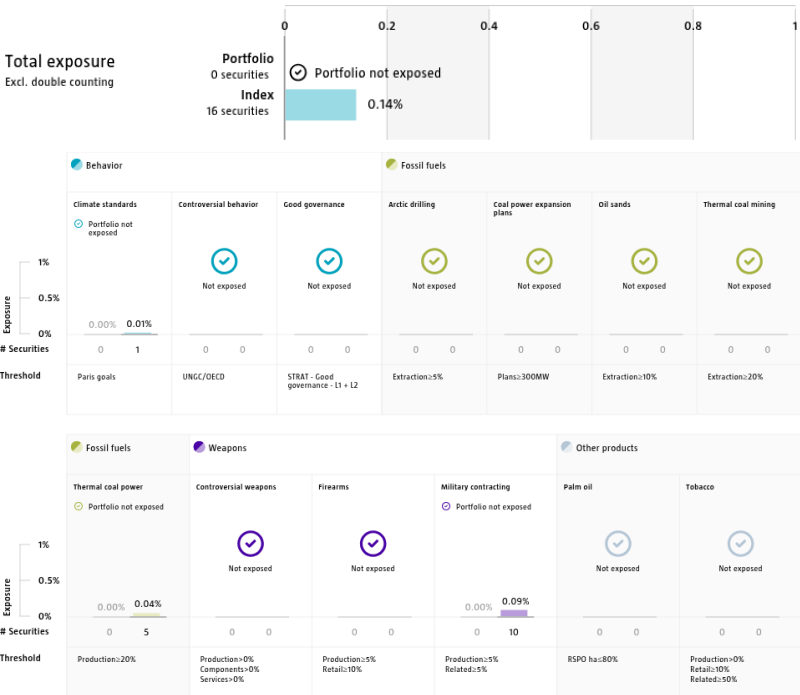 0 0.2 0.4 0.6 0.8 1
Total exposure
Excl. double counting
Portfolio
0 securities
Portfolio not exposed
Index
16 securities
0.14%
Behavior
Fossil fuels
Climate standards
Controversial behavior
Good governance
Arctic drilling
Coal power expansion
plans
Oil sands
Thermal coal mining
Portfolio not
exposed
Not exposed Not exposed Not exposed Not exposed Not exposed Not exposed
Exposure
1%
0.5%
0%
0.00% 0.01%
# Securities 0 1 0 0 0 0 0 0 0 0 0 0 0 0
Threshold
Paris goals
UNGC/OECD
STRAT - Good
governance - L1 + L2
Extraction≥5%
Plans≥300MW
Extraction≥10%
Extraction≥20%
Fossil fuels
Weapons
Other products
Thermal coal power
Controversial weapons
Firearms
Military contracting
Palm oil
Tobacco
Portfolio not exposed
Portfolio not exposed
Not exposed Not exposed Not exposed Not exposed
Exposure
1%
0.5%
0%
0.00% 0.04%
0.00% 0.09%
# Securities 0 5 0 0 0 0 0 10 0 0 0 0
Threshold
Production≥20%
Production>0%
Components>0%
Services>0%
Production≥5%
Retail≥10%
Production≥5%
Related≥5%
RSPO ha≤80%
Production>0%
Retail≥10%
Related≥50%